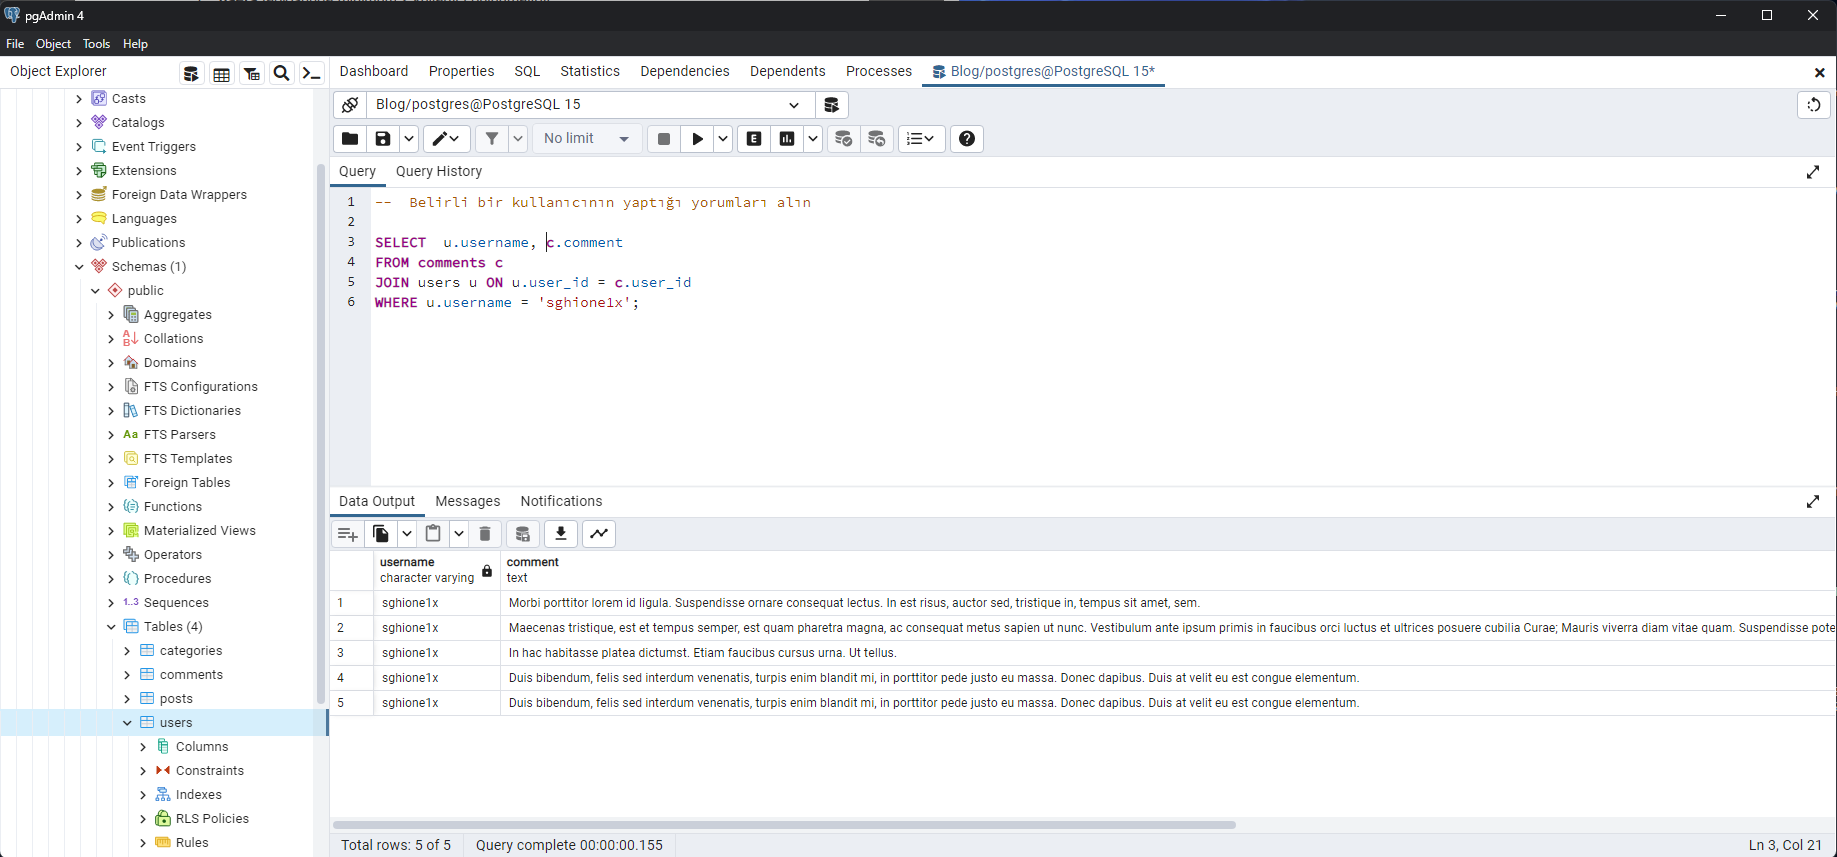 pgAdmin 4
File Object Tools Help
Object Explorer
Dashboard Properties SQL Statistics Dependencies Dependents Processes Blog/postgres@PostgreSQL 15*
Casts
Catalogs
Event Triggers
Extensions
Foreign Data Wrappers
Languages
Publications
Schemas (1)
public
Aggregates
Collations
Domains
FTS Configurations
FTS Dictionaries
Aa FTS Parsers
FTS Templates
Foreign Tables
Functions
Materialized Views
Operators
Procedures
1..3 Sequences
Tables (4)
categories
comments
posts
users
Columns
Constraints
Indexes
RLS Policies
Rules
Blog/postgres@PostgreSQL 15
No limit
E
Query Query History
1 -- Belirli bir kullanıcının yaptığı yorumları alın
2
3 SELECT u.username, c.comment
4 FROM comments c
5 JOIN users u ON u.user_id = c.user_id
6 WHERE u.username = 'sghione1x';
Data Output Messages Notifications
username comment
character varying text
1 sghione1x Morbi porttitor lorem id ligula. Suspendisse ornare consequat lectus. In est risus, auctor sed, tristique in, tempus sit amet, sem.
2 sghione1x Maecenas tristique, est et tempus semper, est quam pharetra magna, ac consequat metus sapien ut nunc. Vestibulum ante ipsum primis in faucibus orci luctus et ultrices posuere cubilia Curae; Mauris viverra diam vitae quam. Suspendisse pote
3 sghione1x In hac habitasse platea dictumst. Etiam faucibus cursus urna. Ut tellus.
4 sghione1x Duis bibendum, felis sed interdum venenatis, turpis enim blandit mi, in porttitor pede justo eu massa. Donec dapibus. Duis at velit eu est congue elementum.
5 sghione1x Duis bibendum, felis sed interdum venenatis, turpis enim blandit mi, in porttitor pede justo eu massa. Donec dapibus. Duis at velit eu est congue elementum.
Total rows: 5 of 5 Query complete 00:00:00.155 Ln 3, Col 21